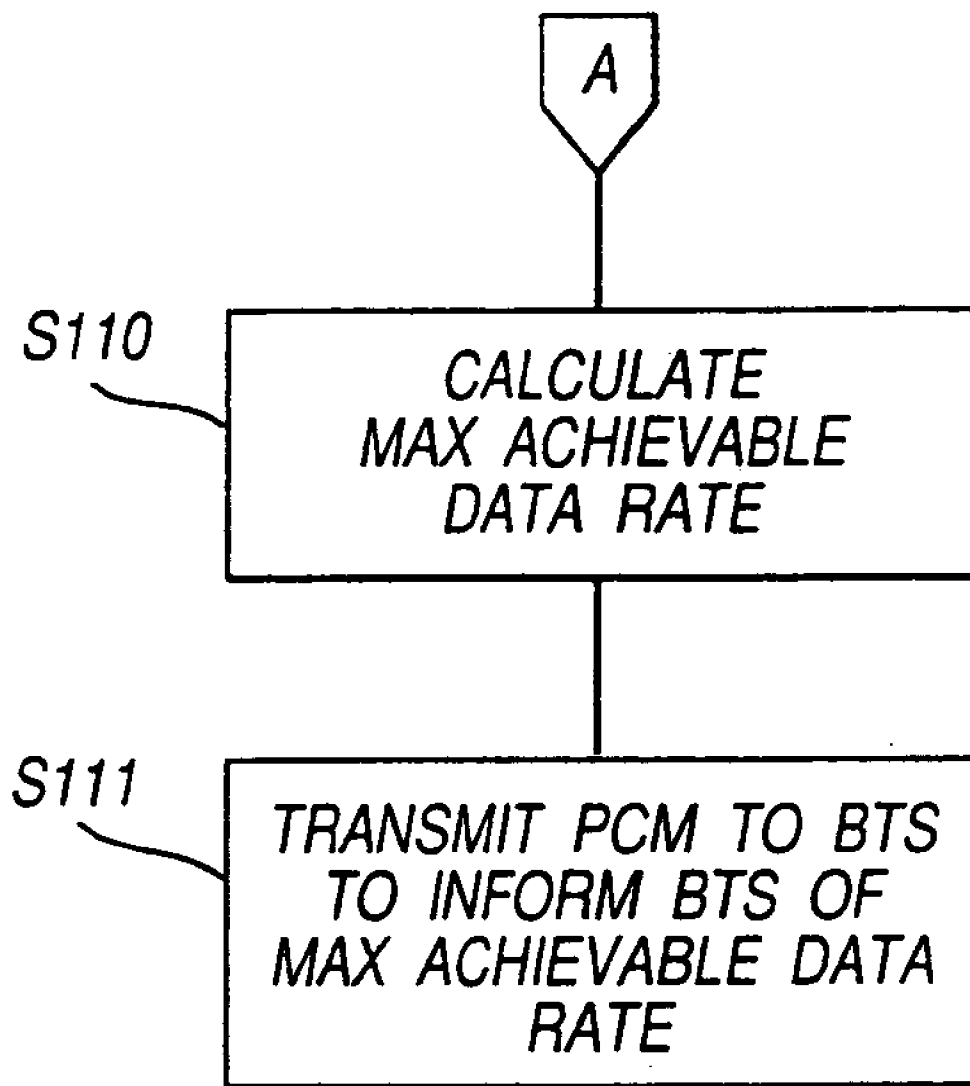 A
S110
CALCULATE
MAX ACHIEVABLE
DATA RATE
S111
TRANSMIT PCM TO BTS
TO INFORM BTS OF
MAX ACHIEVABLE DATA
RATE